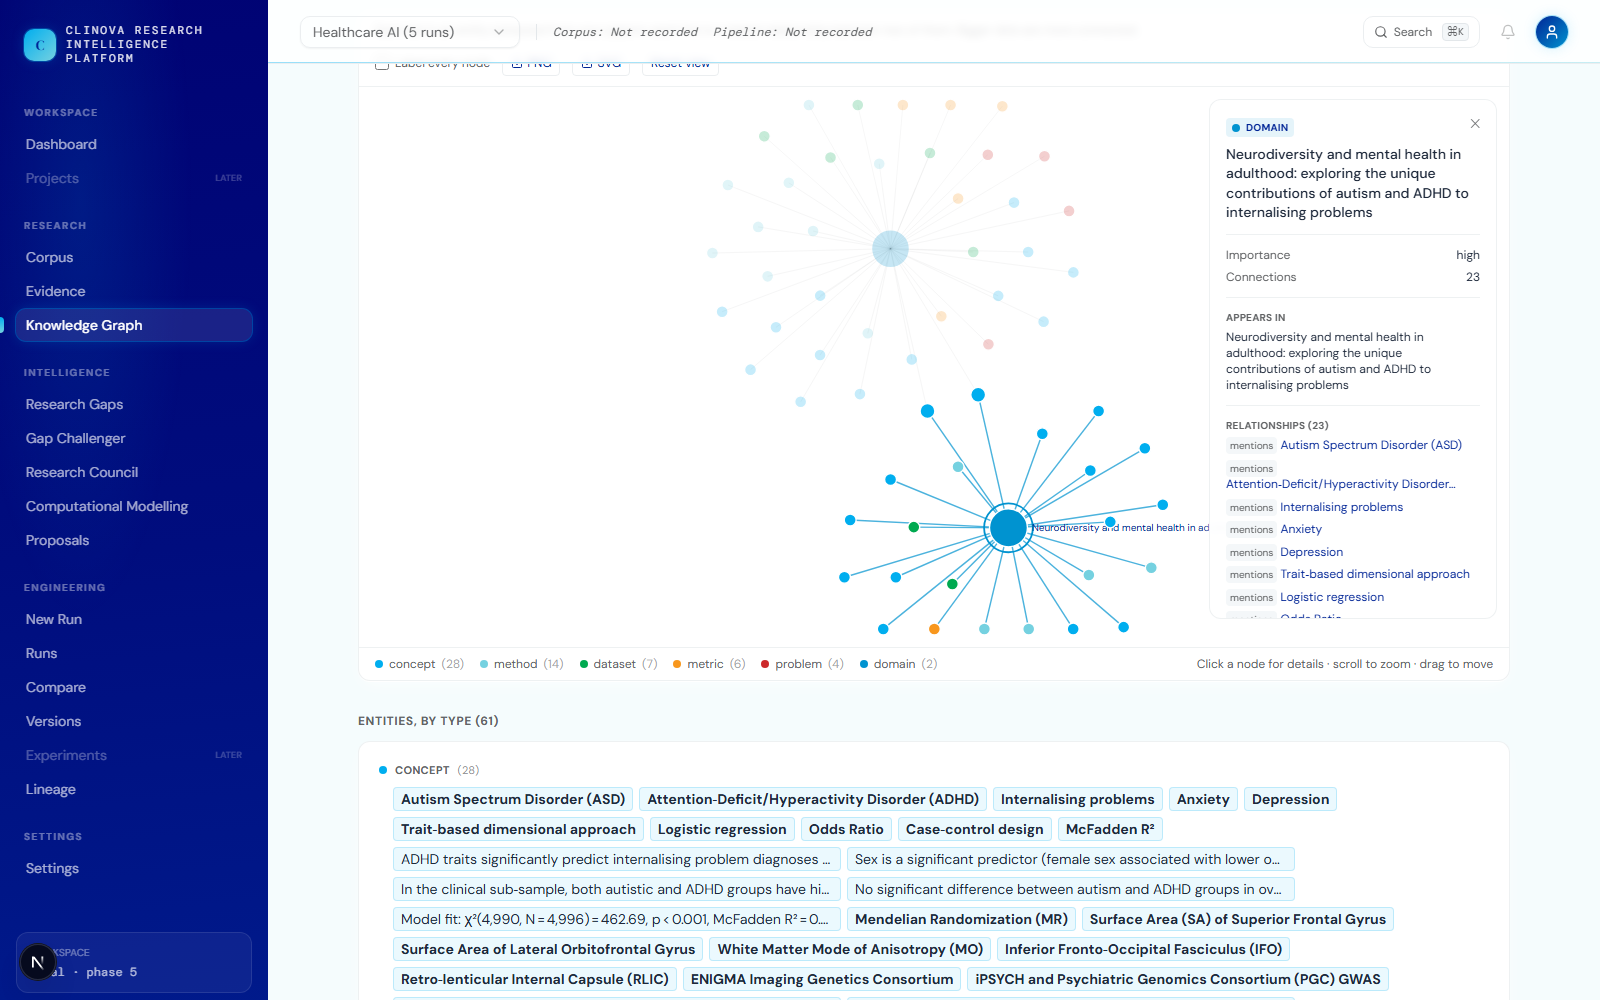 C
CLINOVA RESEARCH
INTELLIGENCE
PLATFORM
WORKSPACE
Dashboard
Projects LATER
RESEARCH
Corpus
Evidence
Knowledge Graph
INTELLIGENCE
Research Gaps
Gap Challenger
Research Council
Computational Modelling
Proposals
ENGINEERING
New Run
Runs
Compare
Versions
Experiments LATER
Lineage
SETTINGS
Settings
N
phase 5
Healthcare AI (5 runs)
Corpus: Not recorded Pipeline: Not recorded
Search ⌘K
Label every node PNG SVG Reset view
Neurodiversity and mental health in ad
DOMAIN
Neurodiversity and mental health in
adulthood: exploring the unique
contributions of autism and ADHD to
internalising problems
Importance high
Connections 23
APPEARS IN
Neurodiversity and mental health in
adulthood: exploring the unique
contributions of autism and ADHD to
internalising problems
RELATIONSHIPS (23)
mentions Autism Spectrum Disorder (ASD)
mentions
Attention-Deficit/Hyperactivity Disorder...
mentions Internalising problems
mentions Anxiety
mentions Depression
mentions Trait-based dimensional approach
mentions Logistic regression
mentions Odds Ratio
concept (28) method (14) dataset (7) metric (6) problem (4) domain (2)
Click a node for details · scroll to zoom · drag to move
ENTITIES, BY TYPE (61)
CONCEPT (28)
Autism Spectrum Disorder (ASD) Attention-Deficit/Hyperactivity Disorder (ADHD) Internalising problems Anxiety Depression
Trait-based dimensional approach Logistic regression Odds Ratio Case-control design McFadden R²
ADHD traits significantly predict internalising problem diagnoses ... Sex is a significant predictor (female sex associated with lower o...
In the clinical sub-sample, both autistic and ADHD groups have hi... No significant difference between autism and ADHD groups in ov...
Model fit: χ²(4,990, N = 4,996) = 462.69, p < 0.001, McFadden R² = 0.... Mendelian Randomization (MR) Surface Area (SA) of Superior Frontal Gyrus
Surface Area of Lateral Orbitofrontal Gyrus White Matter Mode of Anisotropy (MO) Inferior Fronto-Occipital Fasciculus (IFO)
Retro-lenticular Internal Capsule (RLIC) ENIGMA Imaging Genetics Consortium iPSYCH and Psychiatric Genomics Consortium (PGC) GWAS